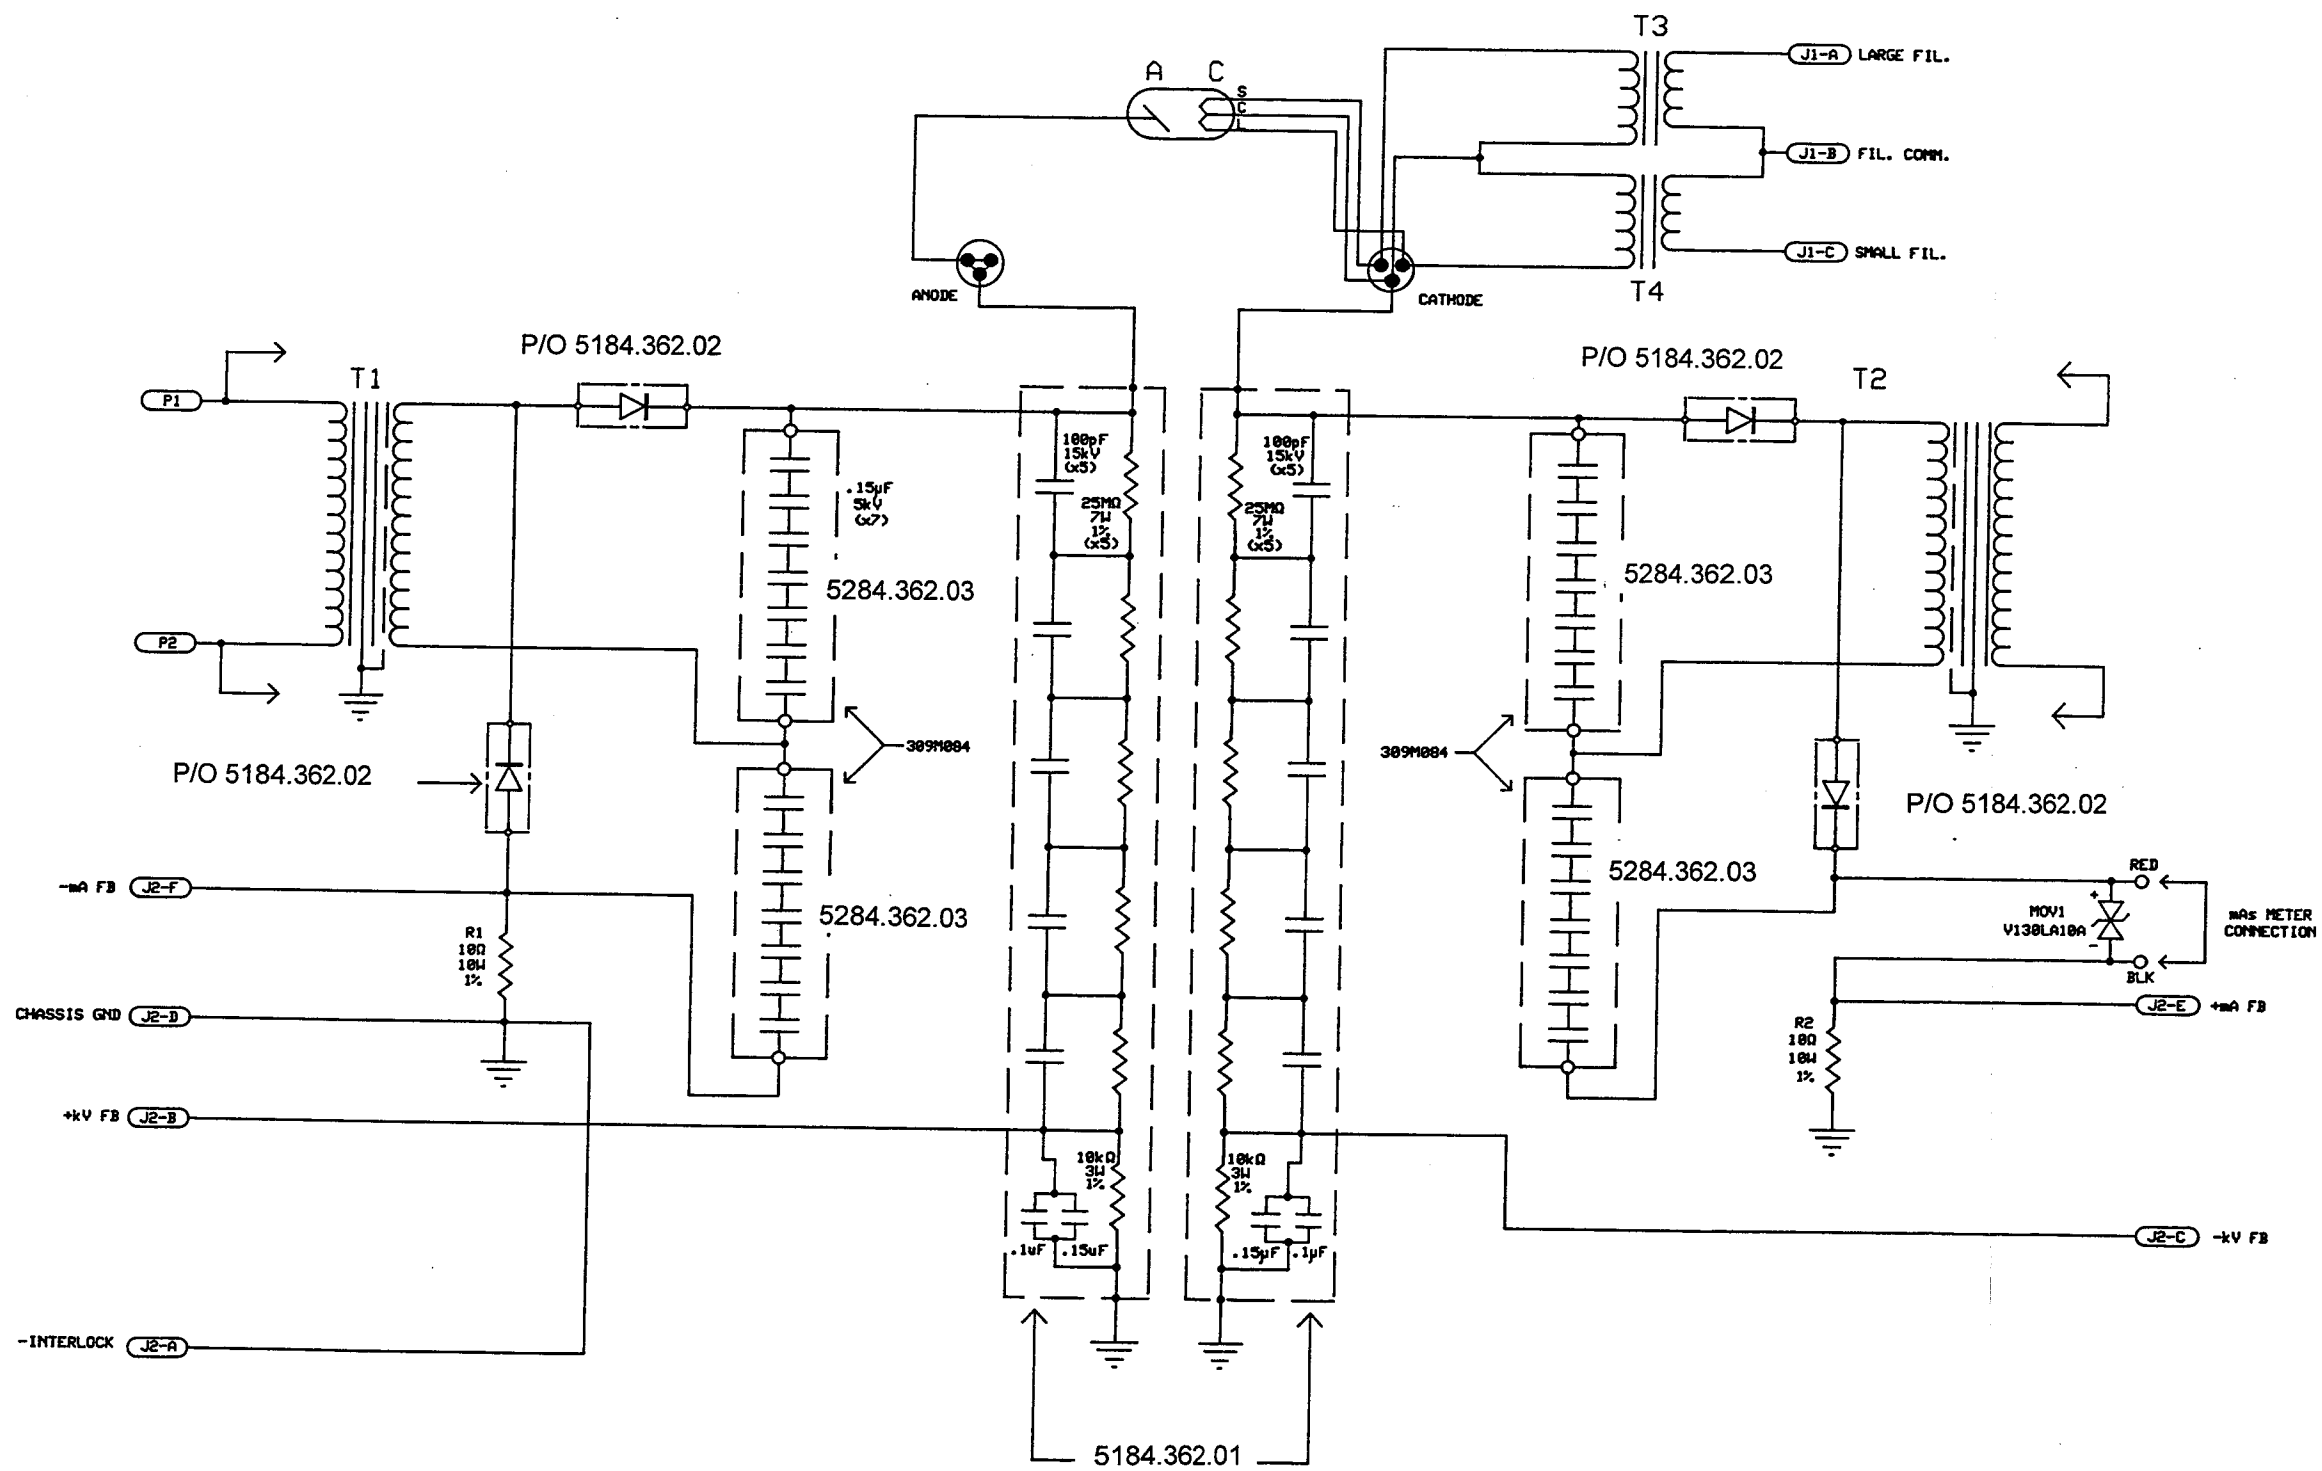 T3
J1-A LARGE FIL.
A C
S
C
L
J1-B FIL. COMM.
J1-C SMALL FIL.
T4
ANODE
CATHODE
P/O 5184.362.02
P/O 5184.362.02
T1
T2
P1
100pF
15kV
(x5)
100pF
15kV
(x5)
.15µF
5kV
(x7)
25MΩ
7W
1%
(x5)
25MΩ
7W
1%
(x5)
5284.362.03
5284.362.03
P2
309M084
309M084
P/O 5184.362.02
P/O 5184.362.02
5284.362.03
5284.362.03
-mA FB J2-F
RED
MOV1
V130LA10A
+
-
mAs METER
CONNECTION
BLK
R1
10Ω
10W
1%
CHASSIS GND J2-D
J2-E +mA FB
R2
10Ω
10W
1%
+kV FB J2-B
10kΩ
3W
1%
10kΩ
3W
1%
.1uF .15uF
.15µF .1µF
J2-C -kV FB
-INTERLOCK J2-A
5184.362.01